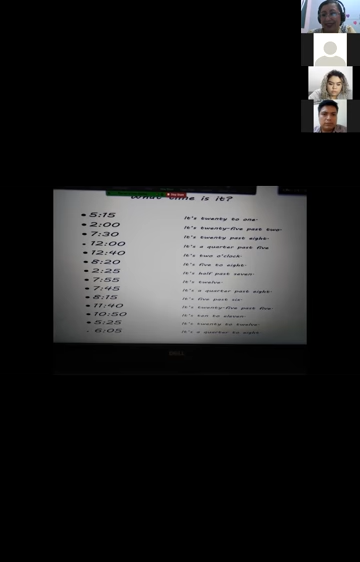 What time is it?
5:15
2:00
7:30
12:00
12:40
8:20
2:25
7:55
7:45
8:15
11:40
10:50
5:25
6:05
It's twenty to one.
It's twenty-five past two.
It's twenty past eight.
It's a quarter past five
It's two o'clock.
It's five to eight.
It's half past seven.
It's twelve
It's a quarter past eight.
It's five past six.
It's twenty-five past five.
It's ten to eleven.
It's twenty to twelve
It's a quarter to eight.
DELL